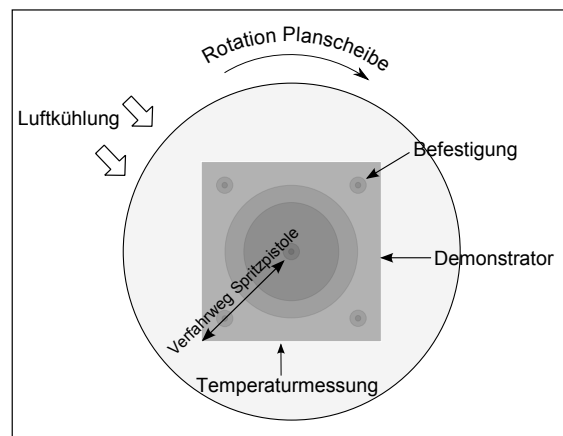 Rotation Planscheibe
Luftkühlung
Befestigung
Verfahrweg Spritzpistole
Demonstrator
Temperaturmessung